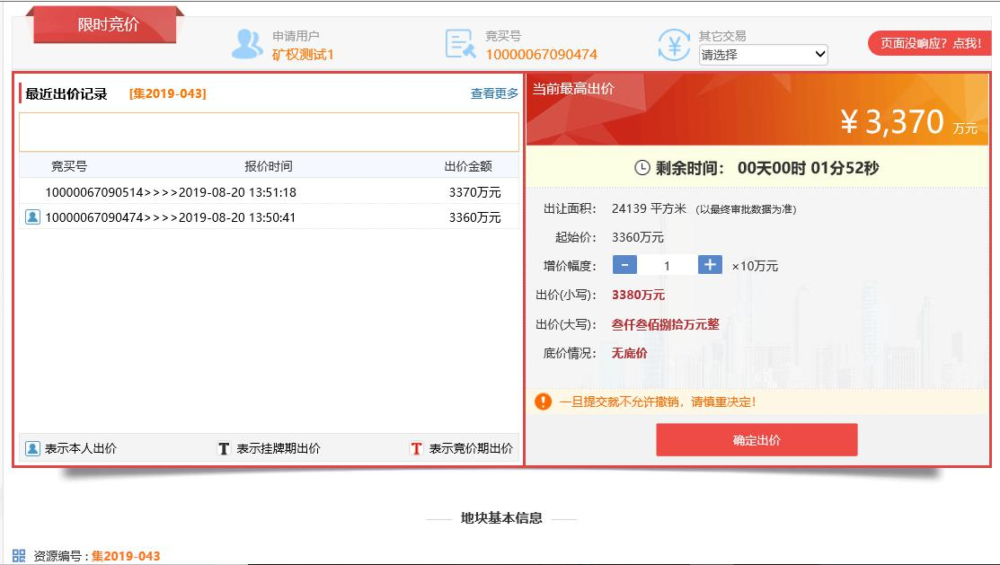 限时竞价
申请用户
矿权测试1
竞买号
10000067090474
其它交易
请选择
页面没响应？点我!
最近出价记录 [集2019-043] 查看更多
竞买号 报价时间 出价金额
10000067090514>>>>2019-08-20 13:51:18 3370万元
10000067090474>>>>2019-08-20 13:50:41 3360万元
表示本人出价 T 表示挂牌期出价 T 表示竞价期出价
当前最高出价
¥ 3,370 万元
剩余时间： 00天00时 01分52秒
出让面积： 24139 平方米 (以最终审批数据为准)
起始价： 3360万元
增价幅度： - 1 + ×10万元
出价(小写)： 3380万元
出价(大写)： 叁仟叁佰捌拾万元整
底价情况： 无底价
一旦提交就不允许撤销，请慎重决定!
确定出价
地块基本信息
资源编号 : 集2019-043